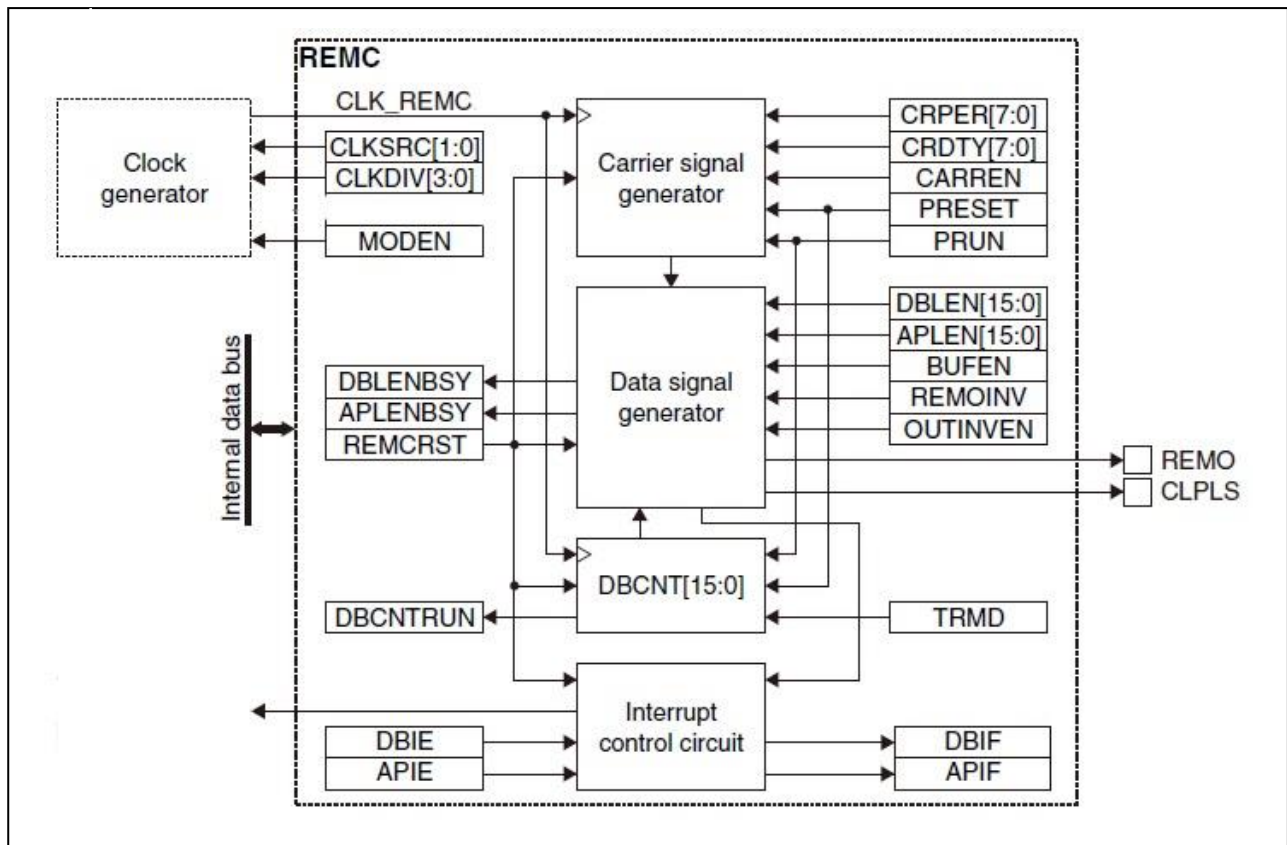 REMC
CLK_REMC
CLKSRC[1:0]
CLKDIV[3:0]
MODEN
Clock
generator
Carrier signal
generator
CRPER[7:0]
CRDTY[7:0]
CARREN
PRESET
PRUN
Internal data bus
DBLENBSY
APLENBSY
REMCRST
Data signal
generator
DBLEN[15:0]
APLEN[15:0]
BUFEN
REMOINV
OUTINVEN
REMO
CLPLS
DBCNTRUN
DBCNT[15:0]
TRMD
DBIE
APIE
Interrupt
control circuit
DBIF
APIF